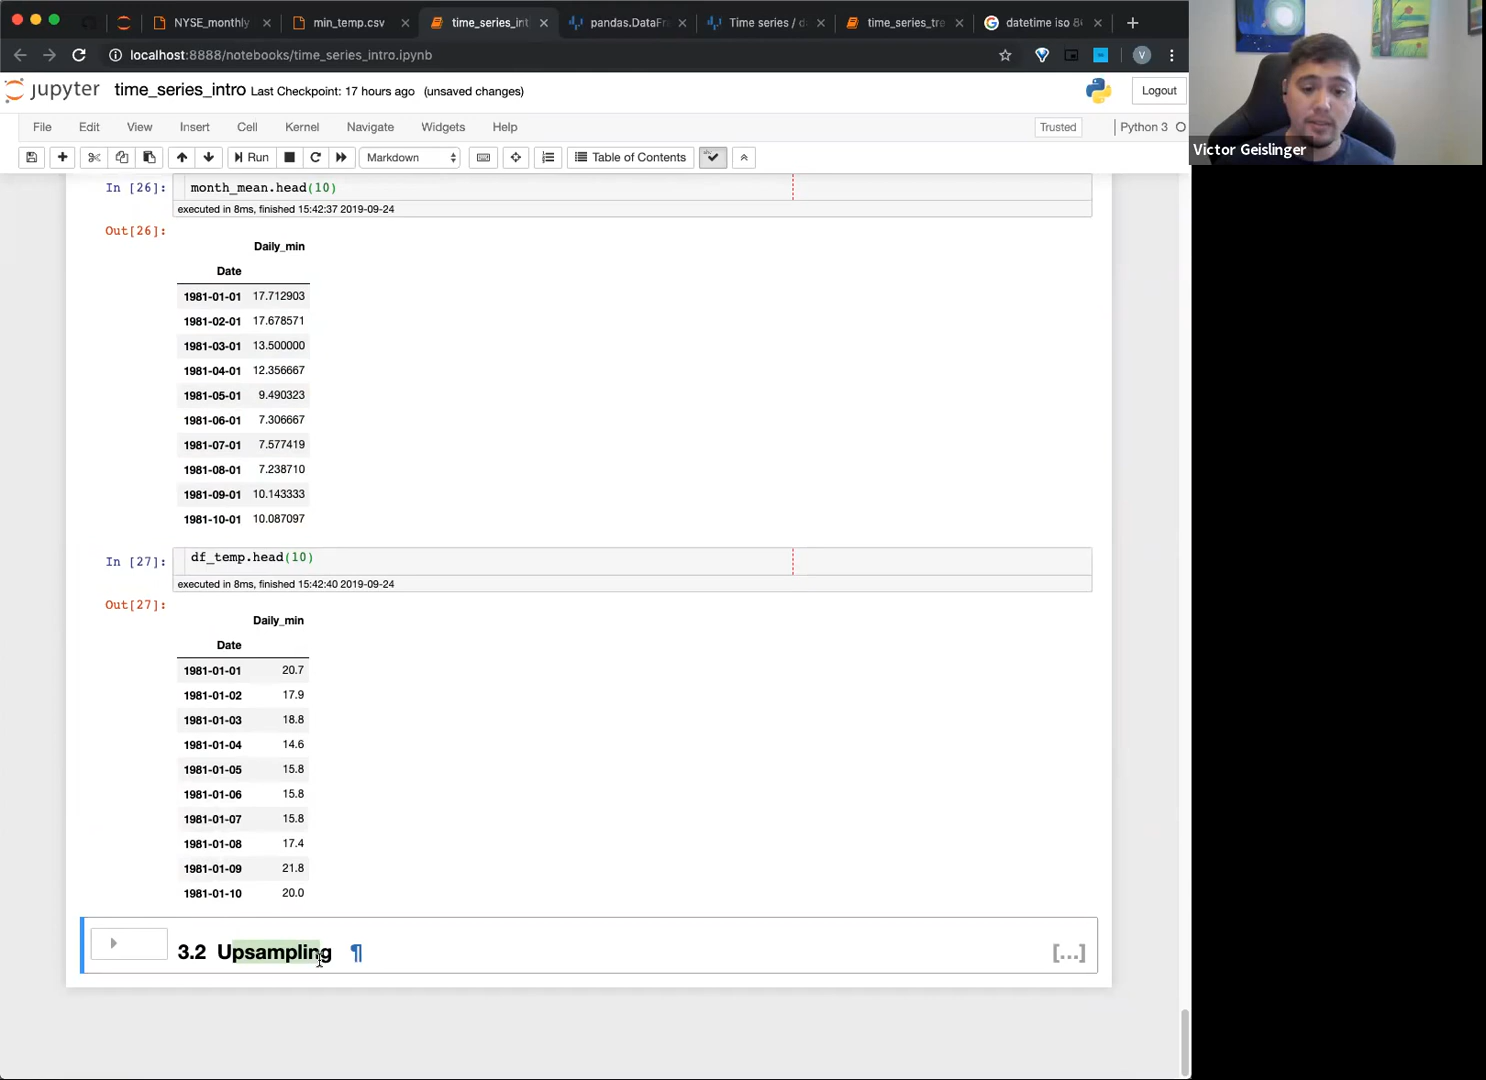 NYSE_monthly
min_temp.csv
time_series_int
pandas.DataFra
Time series / da
time_series_tre
datetime iso 86
localhost:8888/notebooks/time_series_intro.ipynb
V
jupyter time_series_intro Last Checkpoint: 17 hours ago (unsaved changes)
Logout
File Edit View Insert Cell Kernel Navigate Widgets Help
Trusted
Python 3
Run
Markdown
Table of Contents
Victor Geislinger
In [26]: month_mean.head(10)
executed in 8ms, finished 15:42:37 2019-09-24
Out[26]:
Daily_min
Date
1981-01-01 17.712903
1981-02-01 17.678571
1981-03-01 13.500000
1981-04-01 12.356667
1981-05-01 9.490323
1981-06-01 7.306667
1981-07-01 7.577419
1981-08-01 7.238710
1981-09-01 10.143333
1981-10-01 10.087097
In [27]: df_temp.head(10)
executed in 8ms, finished 15:42:40 2019-09-24
Out[27]:
Daily_min
Date
1981-01-01 20.7
1981-01-02 17.9
1981-01-03 18.8
1981-01-04 14.6
1981-01-05 15.8
1981-01-06 15.8
1981-01-07 15.8
1981-01-08 17.4
1981-01-09 21.8
1981-01-10 20.0
3.2 Upsampling ¶
[...]